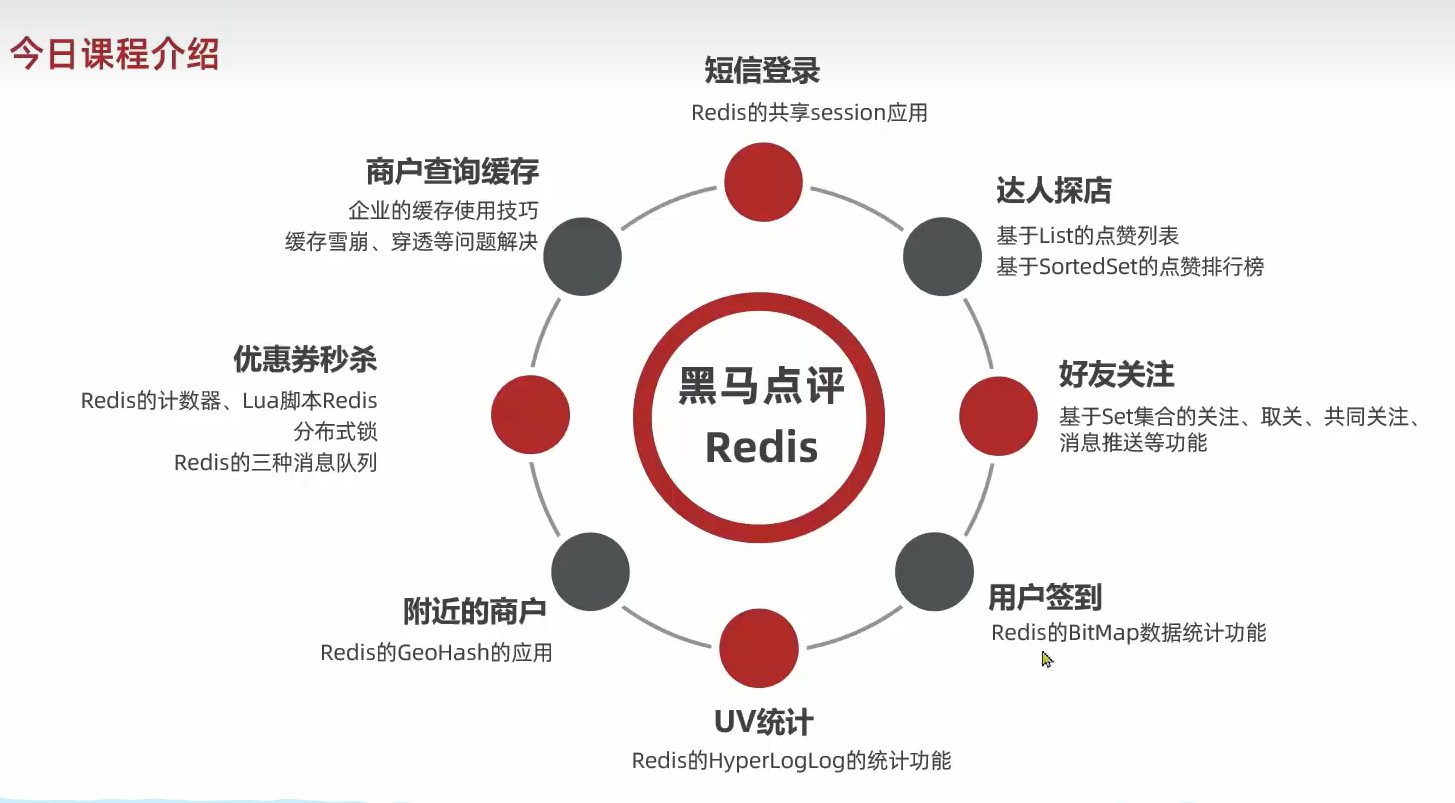 今日课程介绍
短信登录
Redis的共享session应用
商户查询缓存
企业的缓存使用技巧
缓存雪崩、穿透等问题解决
达人探店
基于List的点赞列表
基于SortedSet的点赞排行榜
优惠券秒杀
Redis的计数器、Lua脚本Redis
分布式锁
Redis的三种消息队列
黑马点评
Redis
好友关注
基于Set集合的关注、取关、共同关注、
消息推送等功能
附近的商户
Redis的GeoHash的应用
用户签到
Redis的BitMap数据统计功能
UV统计
Redis的HyperLogLog的统计功能